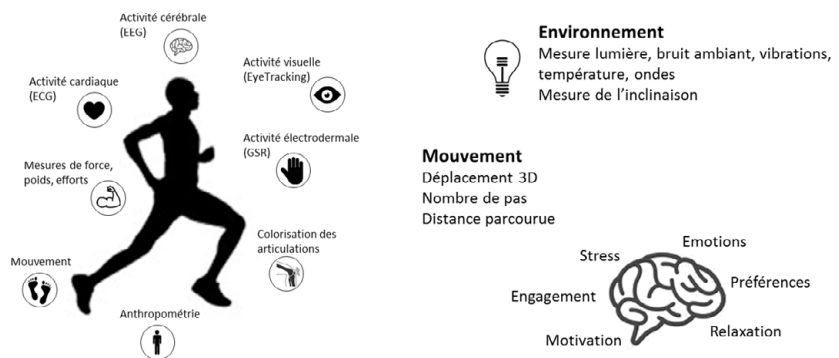 Activité cérébrale
(EEG)
Activité visuelle
(EyeTracking)
Activité cardiaque
(ECG)
Activité électrodermale
(GSR)
Mesures de force,
poids, efforts
Colorisation des
articulations
Mouvement
Anthropométrie
Environnement
Mesure lumière, bruit ambiant, vibrations,
température, ondes
Mesure de l'inclinaison
Mouvement
Déplacement 3D
Nombre de pas
Distance parcourue
Emotions
Stress
Préférences
Engagement
Relaxation
Motivation